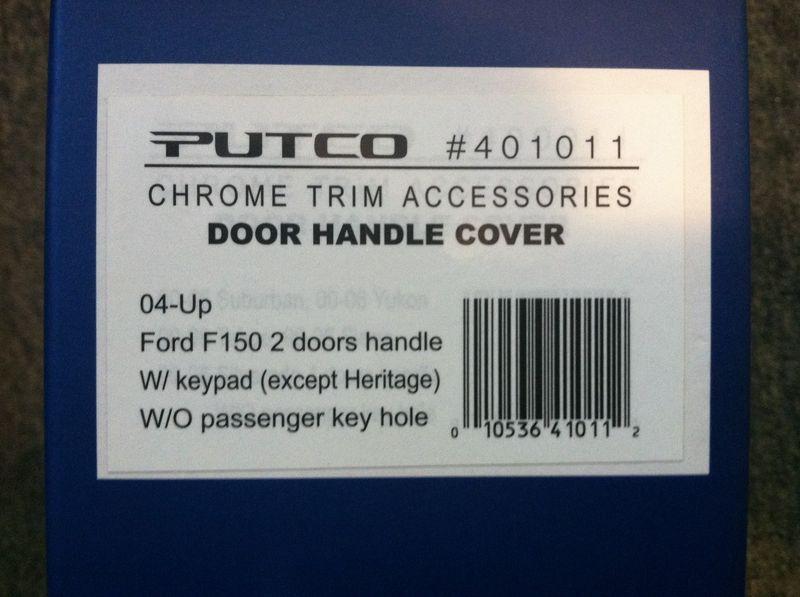 PUTCO #401011
CHROME TRIM ACCESSORIES
DOOR HANDLE COVER
04-Up
Ford F150 2 doors handle
W/ keypad (except Heritage)
W/O passenger key hole
0 10536 41011 2